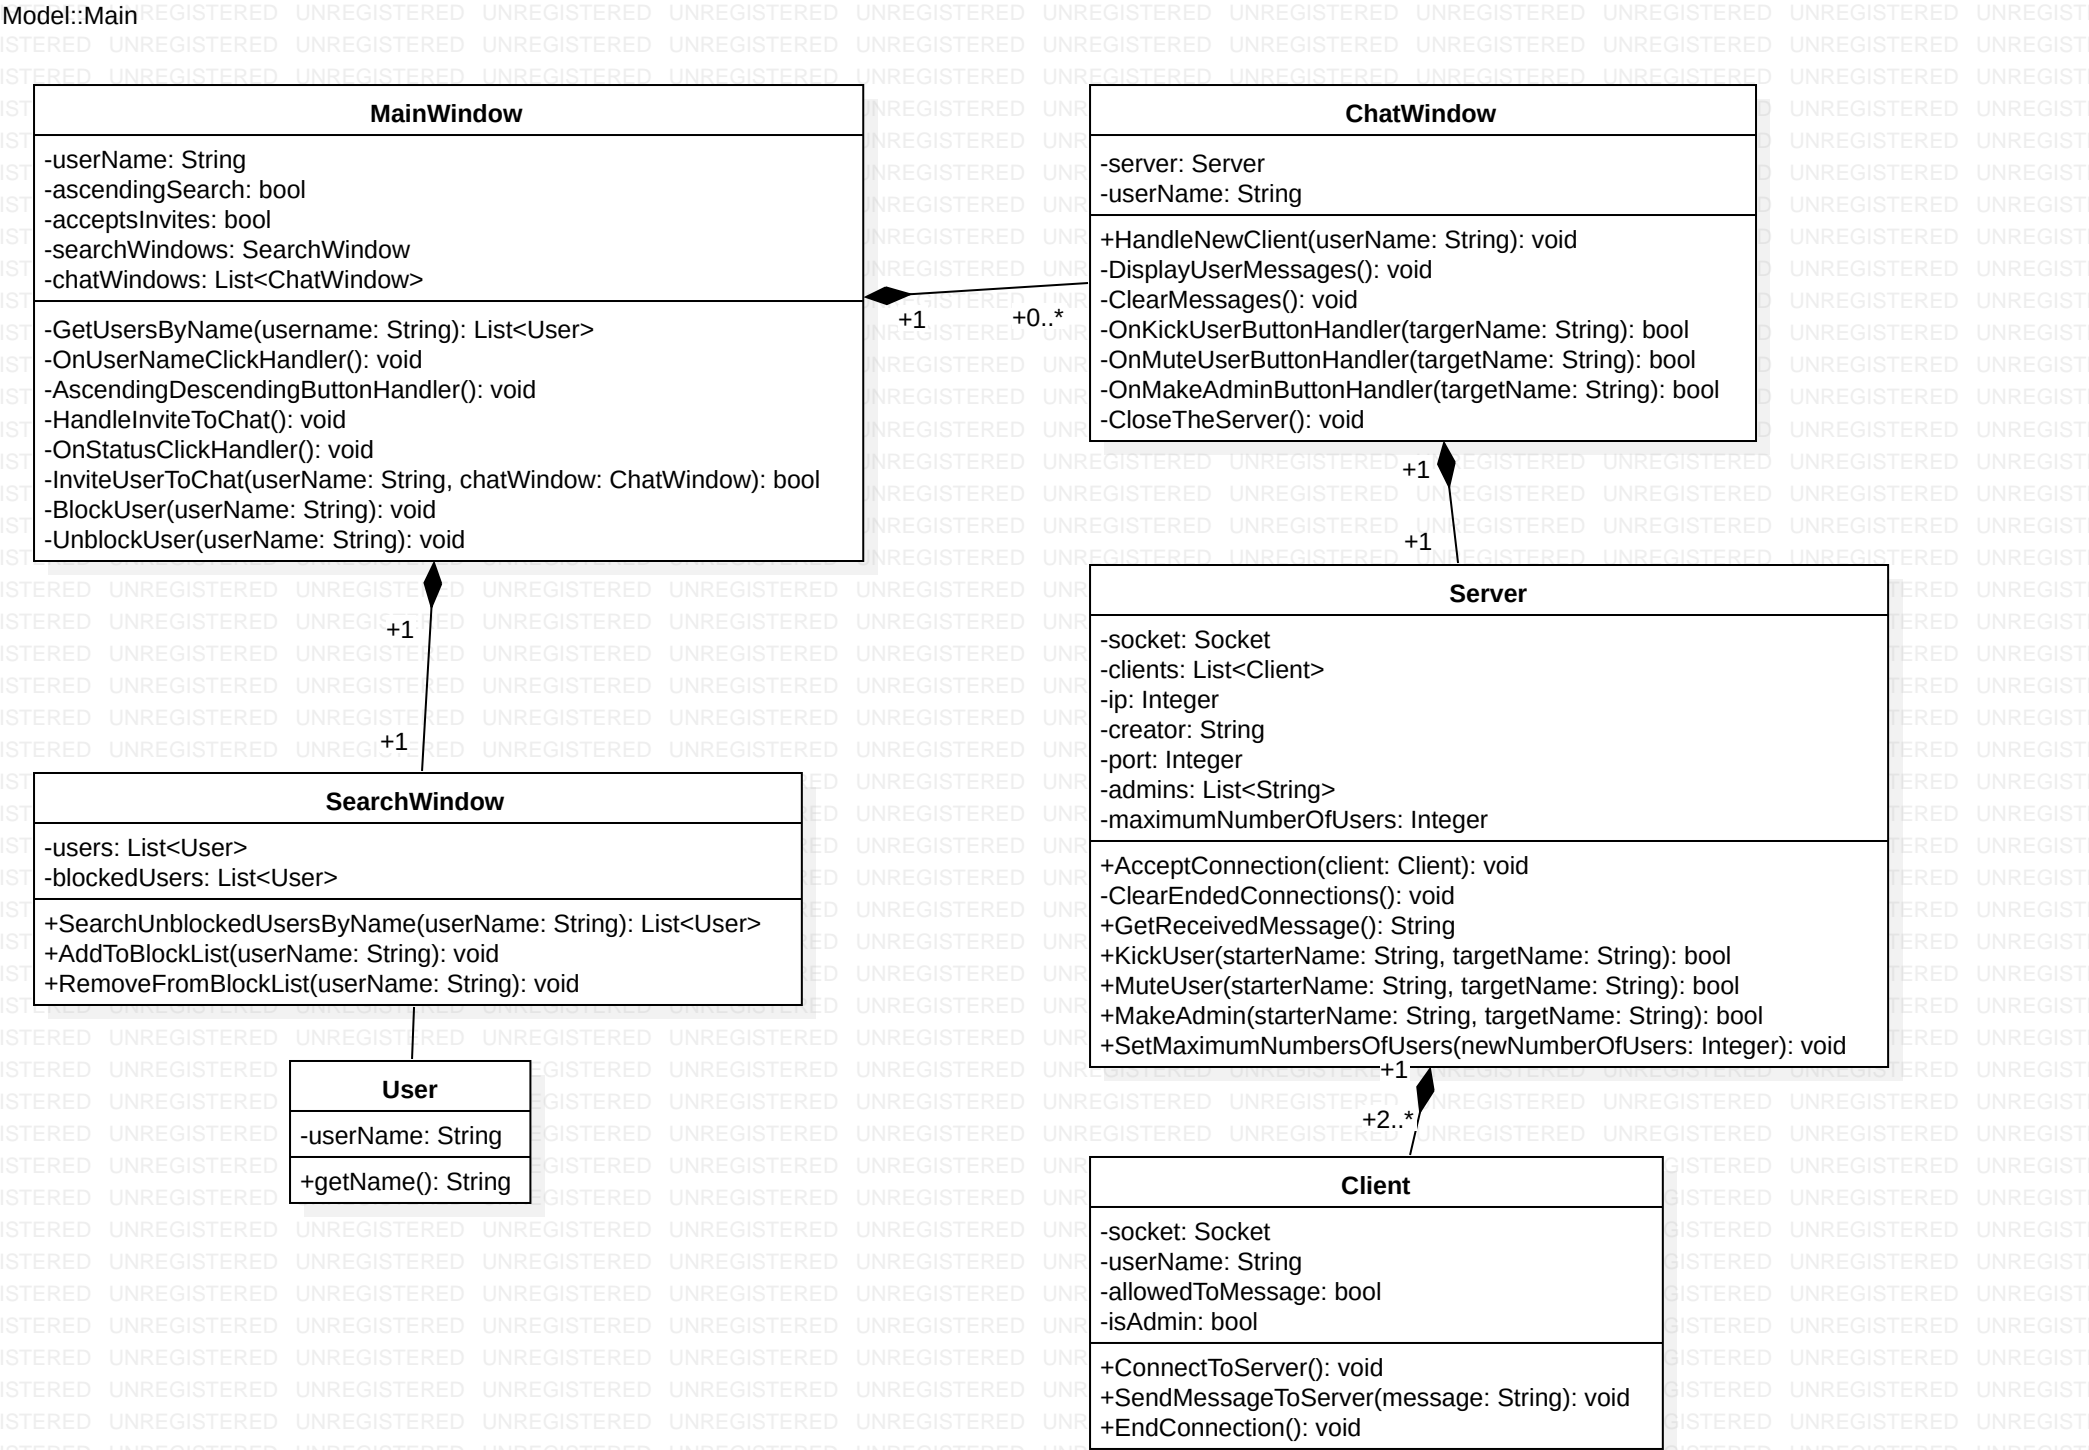 Model::Main
MainWindow
-userName: String
-ascendingSearch: bool
-acceptsInvites: bool
-searchWindows: SearchWindow
-chatWindows: List<ChatWindow>
-GetUsersByName(username: String): List<User>
-OnUserNameClickHandler(): void
-AscendingDescendingButtonHandler(): void
-HandleInviteToChat(): void
-OnStatusClickHandler(): void
-InviteUserToChat(userName: String, chatWindow: ChatWindow): bool
-BlockUser(userName: String): void
-UnblockUser(userName: String): void
+1
+0..*
ChatWindow
-server: Server
-userName: String
+HandleNewClient(userName: String): void
-DisplayUserMessages(): void
-ClearMessages(): void
-OnKickUserButtonHandler(targerName: String): bool
-OnMuteUserButtonHandler(targetName: String): bool
-OnMakeAdminButtonHandler(targetName: String): bool
-CloseTheServer(): void
+1
+1
+1
+1
SearchWindow
-users: List<User>
-blockedUsers: List<User>
+SearchUnblockedUsersByName(userName: String): List<User>
+AddToBlockList(userName: String): void
+RemoveFromBlockList(userName: String): void
User
-userName: String
+getName(): String
Server
-socket: Socket
-clients: List<Client>
-ip: Integer
-creator: String
-port: Integer
-admins: List<String>
-maximumNumberOfUsers: Integer
+AcceptConnection(client: Client): void
-ClearEndedConnections(): void
+GetReceivedMessage(): String
+KickUser(starterName: String, targetName: String): bool
+MuteUser(starterName: String, targetName: String): bool
+MakeAdmin(starterName: String, targetName: String): bool
+SetMaximumNumbersOfUsers(newNumberOfUsers: Integer): void
+1
+2..*
Client
-socket: Socket
-userName: String
-allowedToMessage: bool
-isAdmin: bool
+ConnectToServer(): void
+SendMessageToServer(message: String): void
+EndConnection(): void
UNREGISTERED